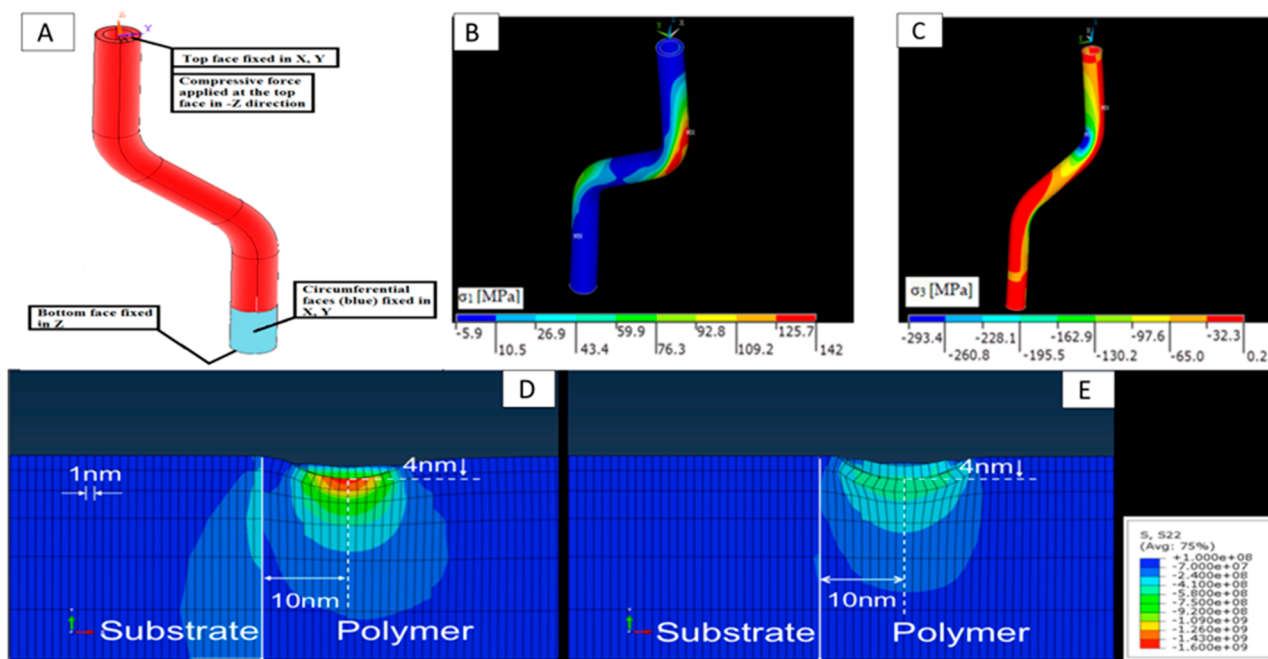 A
Z
Y
Top face fixed in X, Y
Compressive force
applied at the top
face in -Z direction
Circumferential
faces (blue) fixed in
X, Y
Bottom face fixed
in Z
B
Y
X
MX
MN
σ1 [MPa]
-5.9 26.9 59.9 92.8 125.7
10.5 43.4 76.3 109.2 142
C
Y
MX
σ3 [MPa]
-293.4 -228.1 -162.9 -97.6 -32.3
-260.8 -195.5 -130.2 -65.0 0.2
D
1nm
4nm
10nm
Substrate Polymer
E
4nm
10nm
Substrate Polymer
S, S22
(Avg: 75%)
+1.000e+08
-7.000e+07
-2.400e+08
-4.100e+08
-5.800e+08
-7.500e+08
-9.200e+08
-1.090e+09
-1.260e+09
-1.430e+09
-1.600e+09